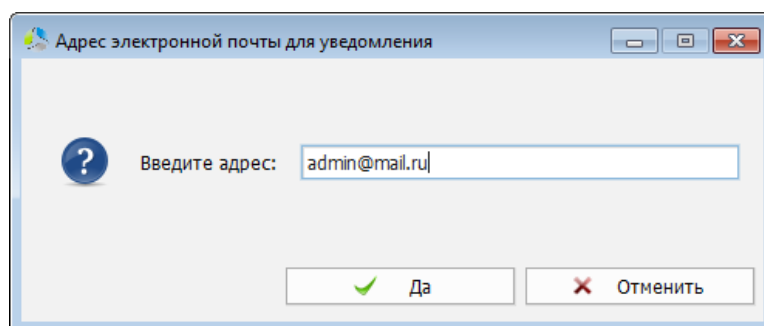 Адрес электронной почты для уведомления
Введите адрес: admin@mail.ru
Да Отменить